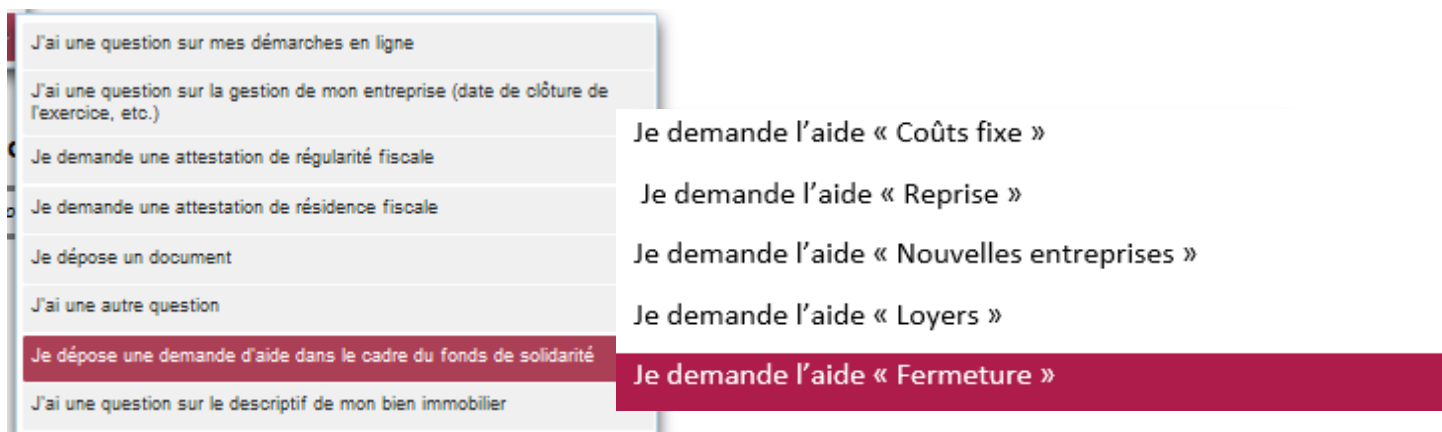 J'ai une question sur mes démarches en ligne
J'ai une question sur la gestion de mon entreprise (date de clôture de
l'exercice, etc.)
Je demande une attestation de régularité fiscale
Je demande une attestation de résidence fiscale
Je dépose un document
J'ai une autre question
Je dépose une demande d'aide dans le cadre du fonds de solidarité
J'ai une question sur le descriptif de mon bien immobilier
Je demande l'aide « Coûts fixe »
Je demande l'aide « Reprise »
Je demande l'aide « Nouvelles entreprises »
Je demande l'aide « Loyers »
Je demande l'aide « Fermeture »